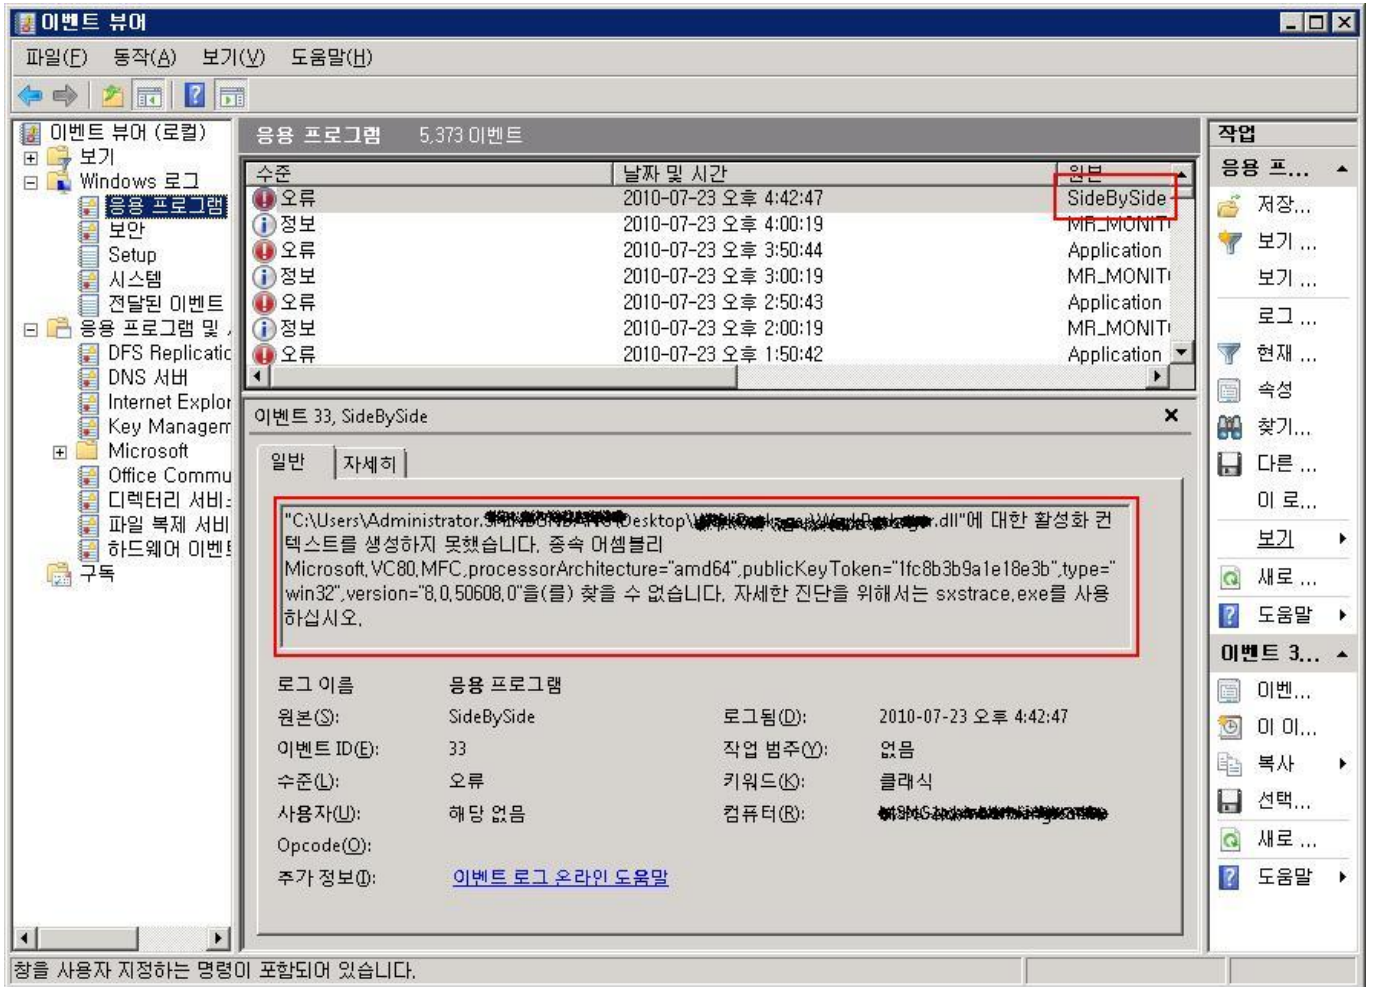 이벤트 뷰어
파일(F) 동작(A) 보기(V) 도움말(H)
이벤트 뷰어 (로컬)
보기
Windows 로그
응용 프로그램
보안
Setup
시스템
전달된 이벤트
응용 프로그램 및
DFS Replicatic
DNS 서버
Internet Explor
Key Managem
Microsoft
Office Commu
디렉터리 서비
파일 복제 서비
하드웨어 이벤트
구독
응용 프로그램 5,373 이벤트
수준 날짜 및 시간 원본
오류 2010-07-23 오후 4:42:47 SideBySide
정보 2010-07-23 오후 4:00:19 MR_MONIT
오류 2010-07-23 오후 3:50:44 Application
정보 2010-07-23 오후 3:00:19 MR_MONIT
오류 2010-07-23 오후 2:50:43 Application
정보 2010-07-23 오후 2:00:19 MR_MONIT
오류 2010-07-23 오후 1:50:42 Application
이벤트 33, SideBySide
일반 자세히
"C:\Users\Administrator. Desktop\ .dll"에 대한 활성화 컨
텍스트를 생성하지 못했습니다. 종속 어셈블리
Microsoft.VC80.MFC,processorArchitecture="amd64",publicKeyToken="1fc8b3b9a1e18e3b",type="
win32",version="8.0.50608.0"을(를) 찾을 수 없습니다. 자세한 진단을 위해서는 sxstrace.exe를 사용
하십시오.
로그 이름 응용 프로그램
원본(S): SideBySide 로그됨(D): 2010-07-23 오후 4:42:47
이벤트 ID(E): 33 작업 범주(Y): 없음
수준(L): 오류 키워드(K): 클래식
사용자(U): 해당 없음 컴퓨터(R):
Opcode(O):
추가 정보(I): 이벤트 로그 온라인 도움말
작업
응용 프...
저장...
보기 ...
보기 ...
로그 ...
현재 ...
속성
찾기...
다른 ...
이 로...
보기
새로 ...
도움말
이벤트 3...
이벤...
이 이...
복사
선택...
새로 ...
도움말
창을 사용자 지정하는 명령이 포함되어 있습니다.